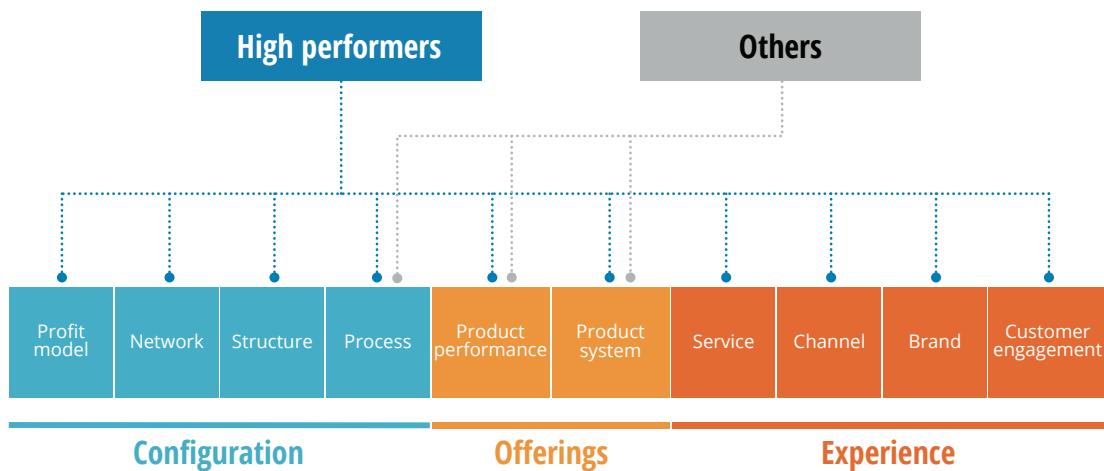 High performers
Others
Profit
model
Network
Structure
Process
Product
performance
Product
system
Service
Channel
Brand
Customer
engagement
Configuration
Offerings
Experience